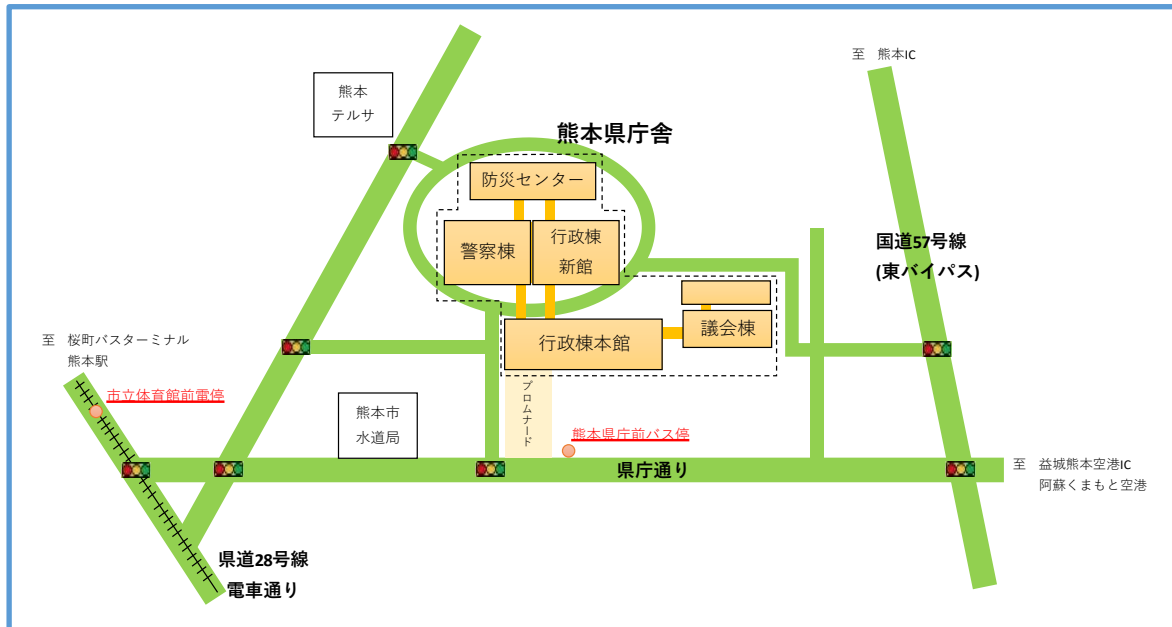 至 熊本IC
熊本
テルサ
熊本県庁舎
防災センター
警察棟
行政棟
新館
国道57号線
(東バイパス)
議会棟
行政棟本館
至 桜町バスターミナル
熊本駅
市立体育館前電停
プロムナード
熊本市
水道局
熊本県庁前バス停
県庁通り
至 益城熊本空港IC
阿蘇くまもと空港
県道28号線
電車通り